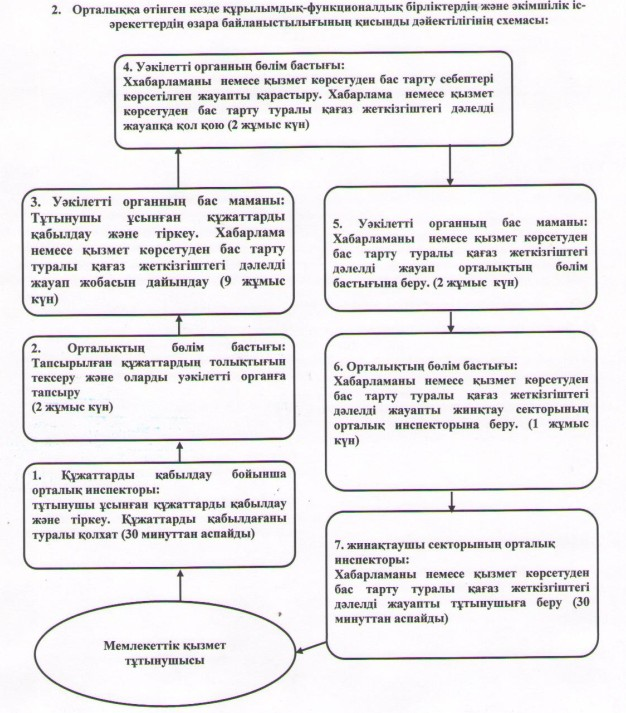 2. Орталыққа өтінген кезде құрылымдық-функционалдық бірліктердің және әкімшілік іс-
әрекеттердің өзара байланыстылығының қисынды дәйектілігінің схемасы:
4. Уәкілетті органның бөлім бастығы:
Ххабарламаны немесе қызмет көрсетуден бас тарту себептері
көрсетілген жауапты қарастыру. Хабарлама немесе қызмет
көрсетуден бас тарту туралы қағаз жеткізгіштегі дәлелді
жауапқа қол қою (2 жұмыс күн)
3. Уәкілетті органның бас маманы:
Тұтынушы ұсынған құжаттарды
қабылдау және тіркеу. Хабарлама
немесе қызмет көрсетуден бас тарту
туралы қағаз жеткізгіштегі дәлелді
жауап жобасын дайындау (9 жұмыс
күн)
2. Орталықтың бөлім бастығы:
Тапсырылған құжаттардың толықтығын
тексеру және оларды уәкілетті органға
тапсыру
(2 жұмыс күн)
1. Құжаттарды қабылдау бойынша
орталық инспекторы:
тұтынушы ұсынған құжаттарды қабылдау
және тіркеу. Құжаттарды қабылдағаны
туралы қолхат (30 минуттан аспайды)
Мемлекеттік қызмет
тұтынушысы
5. Уәкілетті органның бас маманы:
Хабарламаны немесе қызмет көрсетуден
бас тарту туралы қағаз жеткізгіштегі
дәлелді жауап орталықтың бөлім
бастығына беру. (2 жұмыс күн)
6. Орталықтың бөлім бастығы:
Хабарламаны немесе қызмет көрсетуден
бас тарту туралы қағаз жеткізгіштегі
дәлелді жауапты жинқтау секторының
орталық инспекторына беру. (1 жұмыс
күн)
7. жинақтаушы секторының орталық
инспекторы:
Хабарламаны немесе қызмет көрсетуден
бас тарту туралы қағаз жеткізгіштегі
дәлелді жауапты тұтынушыға беру (30
минуттан аспайды)